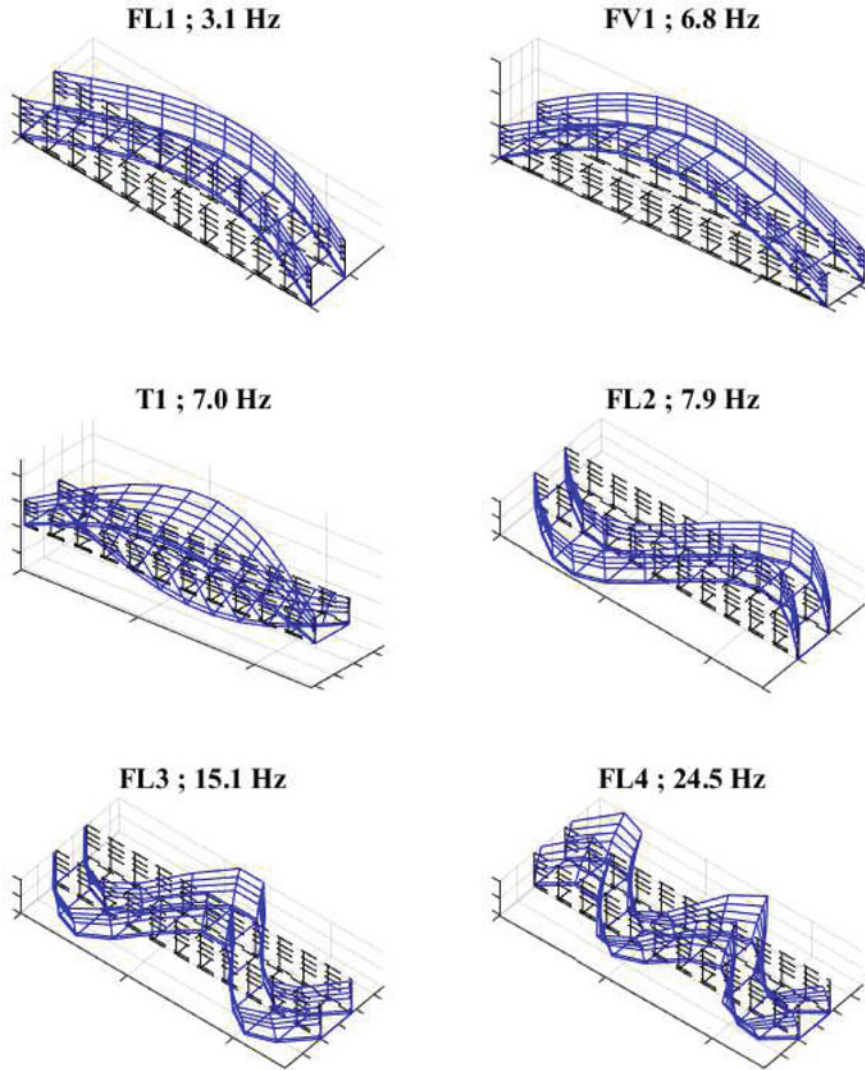 FL1 ; 3.1 Hz
FV1 ; 6.8 Hz
T1 ; 7.0 Hz
FL2 ; 7.9 Hz
FL3 ; 15.1 Hz
FL4 ; 24.5 Hz